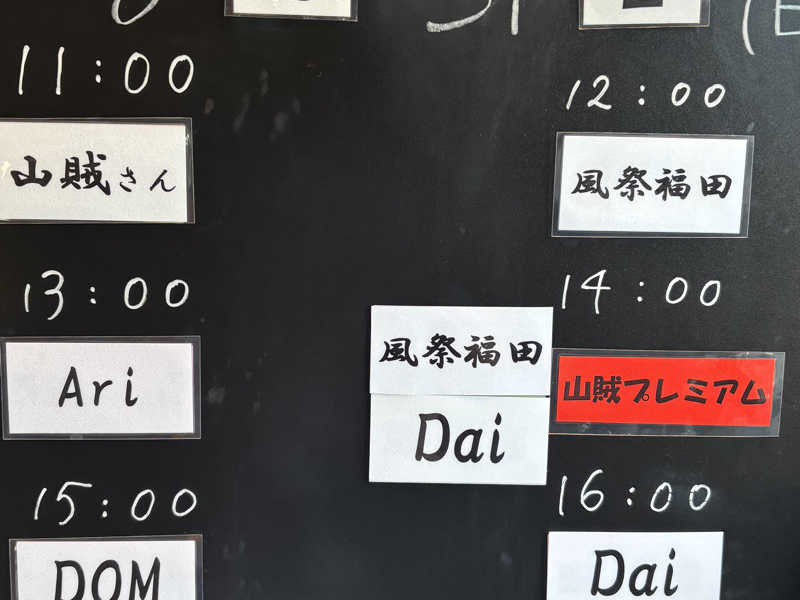 11:00
12:00
山賊さん
風祭福田
13:00
14:00
風祭福田
Ari
Dai
山賊プレミアム
15:00
16:00
DOM
Dai